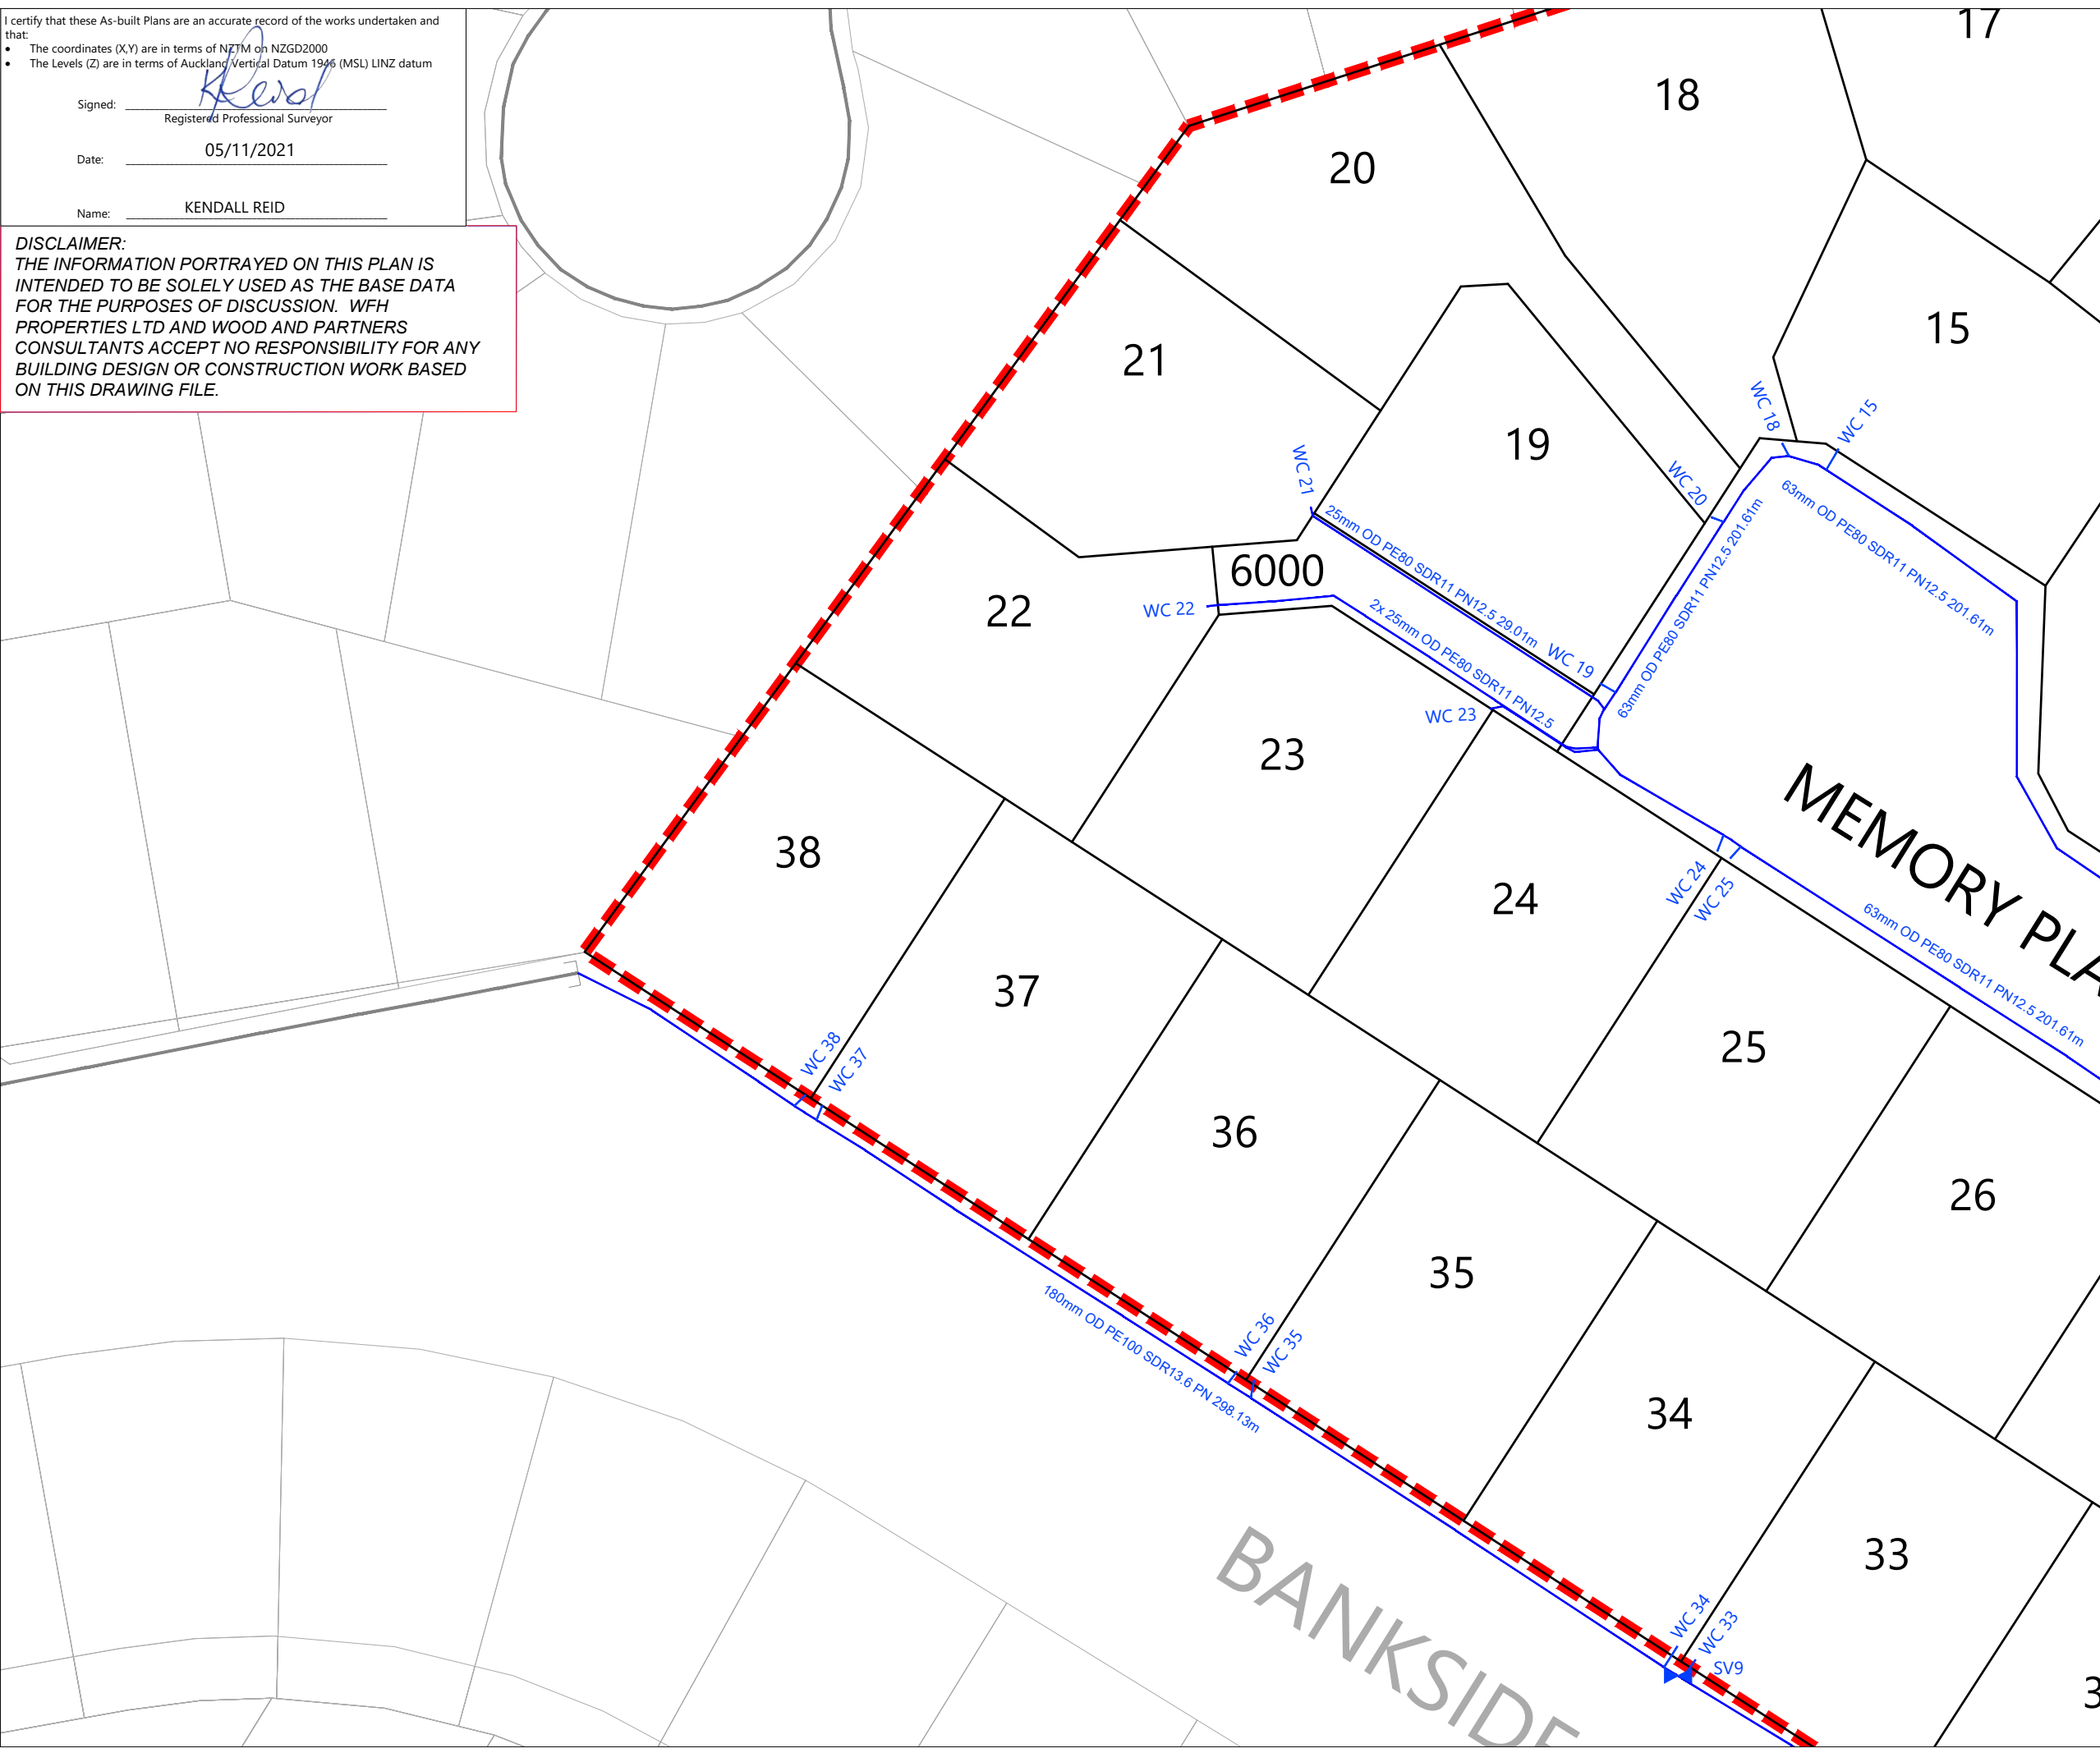 I certify that these As-built Plans are an accurate record of the works undertaken and
that:
• The coordinates (X,Y) are in terms of NZTM on NZGD2000
• The Levels (Z) are in terms of Auckland Vertical Datum 1946 (MSL) LINZ datum
Signed:
Registered Professional Surveyor
Date: 05/11/2021
Name: KENDALL REID
DISCLAIMER:
THE INFORMATION PORTRAYED ON THIS PLAN IS
INTENDED TO BE SOLELY USED AS THE BASE DATA
FOR THE PURPOSES OF DISCUSSION. WFH
PROPERTIES LTD AND WOOD AND PARTNERS
CONSULTANTS ACCEPT NO RESPONSIBILITY FOR ANY
BUILDING DESIGN OR CONSTRUCTION WORK BASED
ON THIS DRAWING FILE.
17
18
20
15
21
19
WC 18
WC 15
WC 21
WC 20
63mm OD PE80 SDR11 PN12.5 201.61m
25mm OD PE80 SDR11 PN12.5 29.01m
63mm OD PE80 SDR11 PN12.5 201.61m
6000
22
WC 22
2x 25mm OD PE80 SDR11 PN12.5
WC 19
WC 23
23
MEMORY PLA
38
24
WC 24
WC 25
63mm OD PE80 SDR11 PN12.5 201.61m
37
25
WC 38
WC 37
36
26
35
WC 36
WC 35
180mm OD PE100 SDR13.6 PN 298.13m
34
33
BANKSIDE
WC 34
WC 33
SV9
3